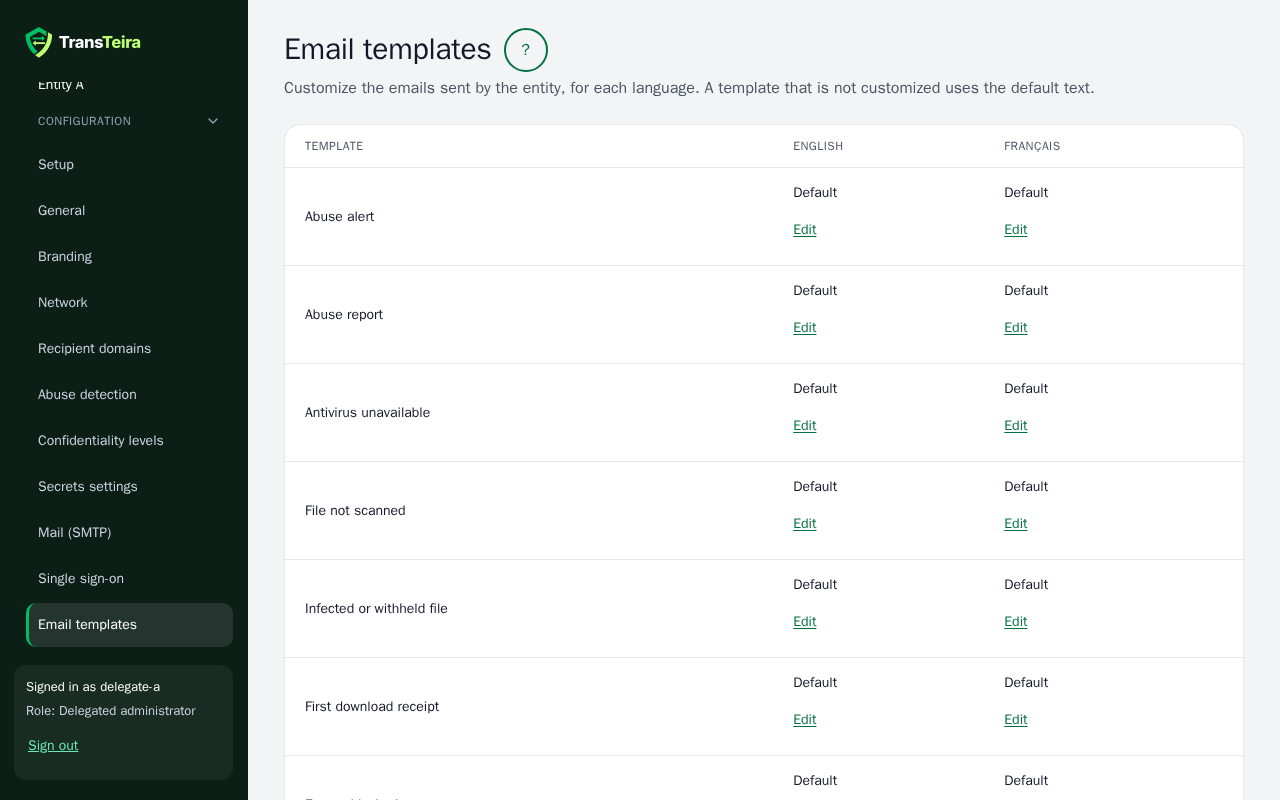 TransTeira
Entity A
CONFIGURATION
Setup
General
Branding
Network
Recipient domains
Abuse detection
Confidentiality levels
Secrets settings
Mail (SMTP)
Single sign-on
Email templates
Signed in as delegate-a
Role: Delegated administrator
Sign out
Email templates ?
Customize the emails sent by the entity, for each language. A template that is not customized uses the default text.
TEMPLATE ENGLISH FRANÇAIS
Abuse alert Default Default
Edit Edit
Abuse report Default Default
Edit Edit
Antivirus unavailable Default Default
Edit Edit
File not scanned Default Default
Edit Edit
Infected or withheld file Default Default
Edit Edit
First download receipt Default Default
Edit Edit
Default Default